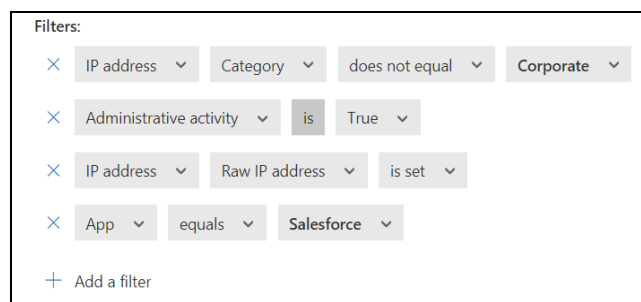 Filters:
IP address Category does not equal Corporate
Administrative activity is True
IP address Raw IP address is set
App equals Salesforce
Add a filter